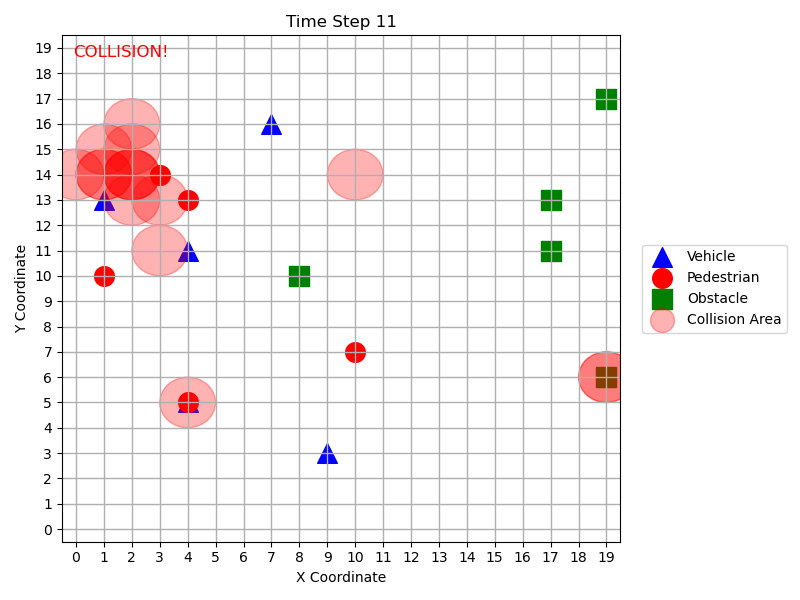 Time Step 11
COLLISION!
19
18
17
16
15
14
13
12
11
10
9
8
7
6
5
4
3
2
1
0
Y Coordinate
Vehicle
Pedestrian
Obstacle
Collision Area
0 1 2 3 4 5 6 7 8 9 10 11 12 13 14 15 16 17 18 19
X Coordinate